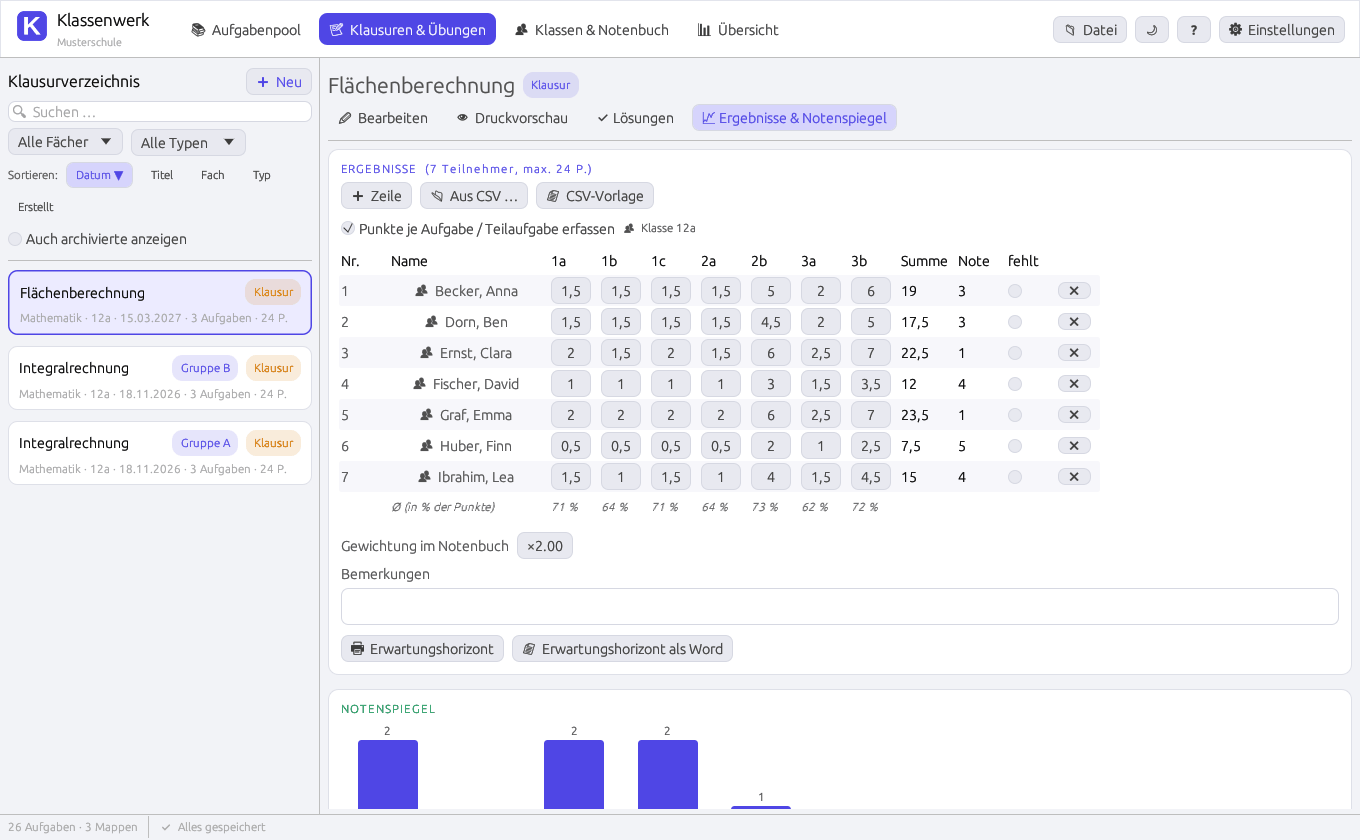 K Klassenwerk
Musterschule
Aufgabenpool Klausuren & Übungen Klassen & Notenbuch Übersicht
Datei ? Einstellungen
Klausurverzeichnis + Neu
Suchen ...
Alle Fächer ▼ Alle Typen ▼
Sortieren: Datum ▼ Titel Fach Typ
Erstellt
Auch archivierte anzeigen
Flächenberechnung Klausur
Mathematik · 12a · 15.03.2027 · 3 Aufgaben · 24 P.
Integralrechnung Gruppe B Klausur
Mathematik · 12a · 18.11.2026 · 3 Aufgaben · 24 P.
Integralrechnung Gruppe A Klausur
Mathematik · 12a · 18.11.2026 · 3 Aufgaben · 24 P.
Flächenberechnung Klausur
Bearbeiten Druckvorschau Lösungen Ergebnisse & Notenspiegel
ERGEBNISSE (7 Teilnehmer, max. 24 P.)
+ Zeile Aus CSV ... CSV-Vorlage
Punkte je Aufgabe / Teilaufgabe erfassen Klasse 12a
Nr. Name 1a 1b 1c 2a 2b 3a 3b Summe Note fehlt
1 Becker, Anna 1,5 1,5 1,5 1,5 5 2 6 19 3 ✕
2 Dorn, Ben 1,5 1,5 1,5 1,5 4,5 2 5 17,5 3 ✕
3 Ernst, Clara 2 1,5 2 1,5 6 2,5 7 22,5 1 ✕
4 Fischer, David 1 1 1 1 3 1,5 3,5 12 4 ✕
5 Graf, Emma 2 2 2 2 6 2,5 7 23,5 1 ✕
6 Huber, Finn 0,5 0,5 0,5 0,5 2 1 2,5 7,5 5 ✕
7 Ibrahim, Lea 1,5 1 1,5 1 4 1,5 4,5 15 4 ✕
Ø (in % der Punkte) 71 % 64 % 71 % 64 % 73 % 62 % 72 %
Gewichtung im Notenbuch ×2.00
Bemerkungen
Erwartungshorizont Erwartungshorizont als Word
NOTENSPIEGEL
2 2 2 1
26 Aufgaben · 3 Mappen ✓ Alles gespeichert